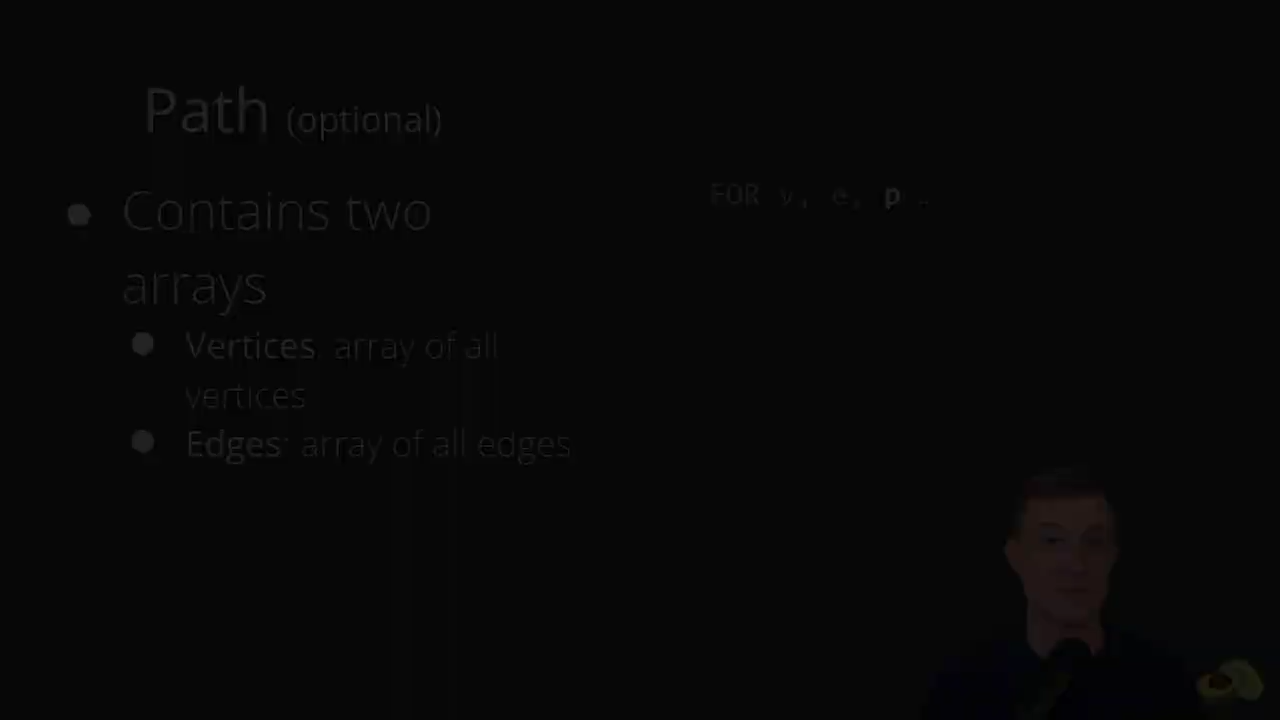 Path (optional)
Contains two
arrays
Vertices: array of all
vertices
Edges: array of all edges
FOR v, e, p …